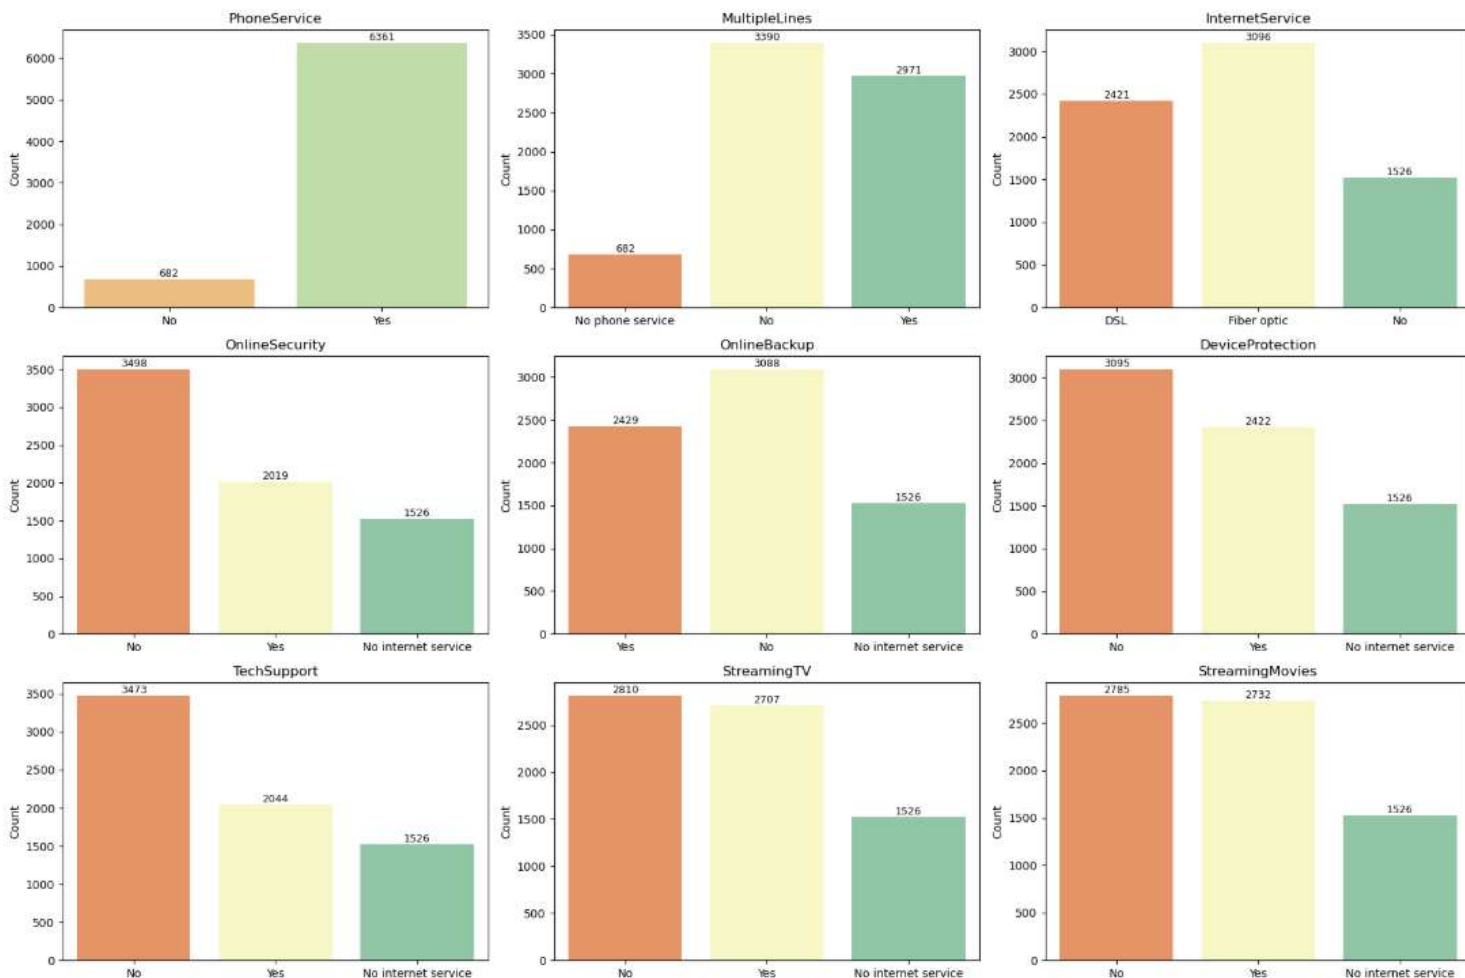 PhoneService
Count
6000
5000
4000
3000
2000
1000
0
682
6361
No
Yes
MultipleLines
Count
3500
3000
2500
2000
1500
1000
500
0
682
3390
2971
No phone service
No
Yes
InternetService
Count
3000
2500
2000
1500
1000
500
0
2421
3096
1526
DSL
Fiber optic
No
OnlineSecurity
Count
3500
3000
2500
2000
1500
1000
500
0
3498
2019
1526
No
Yes
No internet service
OnlineBackup
Count
3000
2500
2000
1500
1000
500
0
2429
3088
1526
Yes
No
No internet service
DeviceProtection
Count
3000
2500
2000
1500
1000
500
0
3095
2422
1526
No
Yes
No internet service
TechSupport
Count
3500
3000
2500
2000
1500
1000
500
0
3473
2044
1526
No
Yes
No internet service
StreamingTV
Count
2500
2000
1500
1000
500
0
2810
2707
1526
No
Yes
No internet service
StreamingMovies
Count
2500
2000
1500
1000
500
0
2785
2732
1526
No
Yes
No internet service